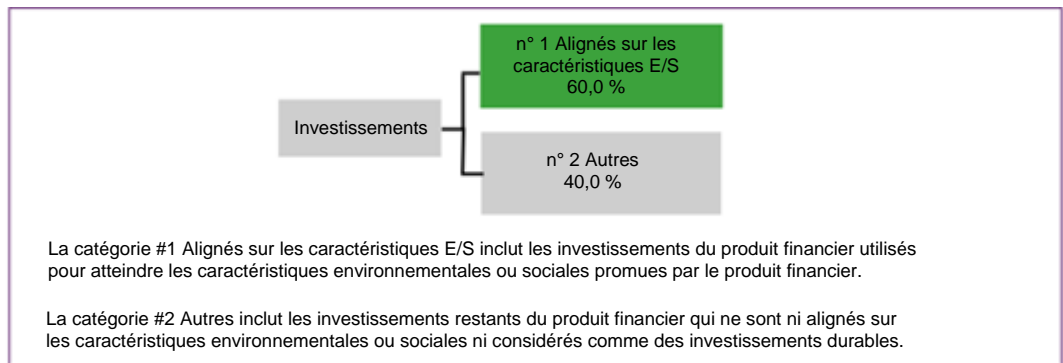 n° 1 Alignés sur les
caractéristiques E/S
60,0 %
Investissements
n° 2 Autres
40,0 %
La catégorie #1 Alignés sur les caractéristiques E/S inclut les investissements du produit financier utilisés
pour atteindre les caractéristiques environnementales ou sociales promues par le produit financier.
La catégorie #2 Autres inclut les investissements restants du produit financier qui ne sont ni alignés sur
les caractéristiques environnementales ou sociales ni considérés comme des investissements durables.